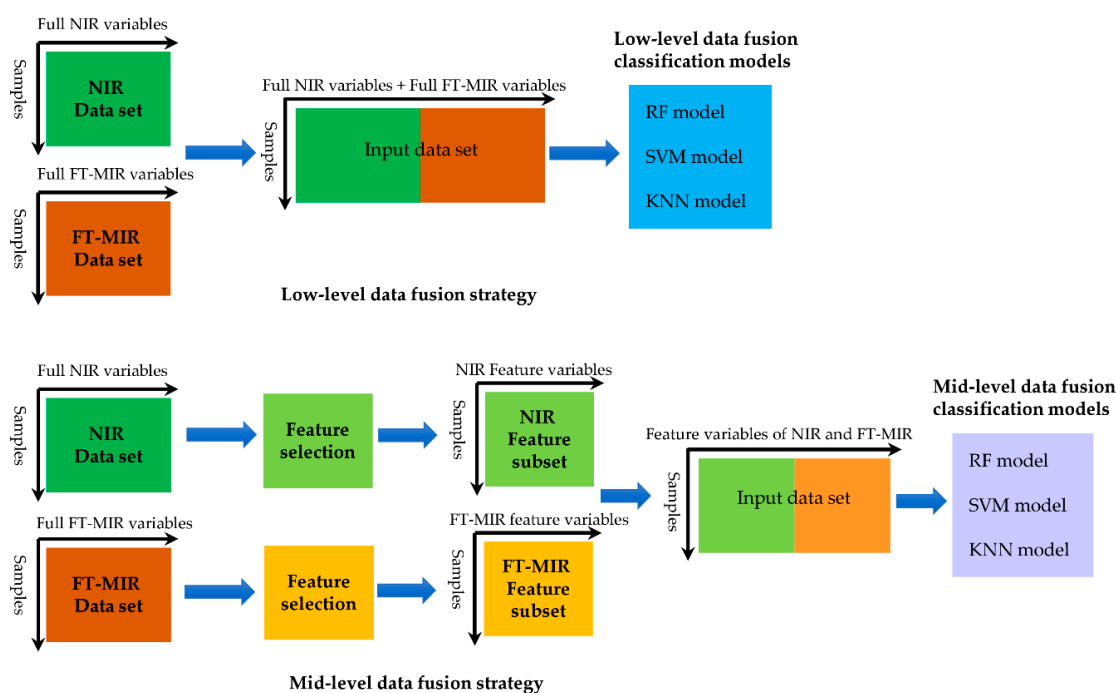 Full NIR variables
Samples
NIR
Data set
Full FT-MIR variables
Samples
FT-MIR
Data set
Full NIR variables + Full FT-MIR variables
Samples
Input data set
Low-level data fusion
classification models
RF model
SVM model
KNN model
Low-level data fusion strategy
Full NIR variables
Samples
NIR
Data set
Feature
selection
NIR Feature variables
Samples
NIR
Feature
subset
Full FT-MIR variables
Samples
FT-MIR
Data set
Feature
selection
FT-MIR feature variables
Samples
FT-MIR
Feature
subset
Feature variables of NIR and FT-MIR
Samples
Input data set
Mid-level data fusion
classification models
RF model
SVM model
KNN model
Mid-level data fusion strategy